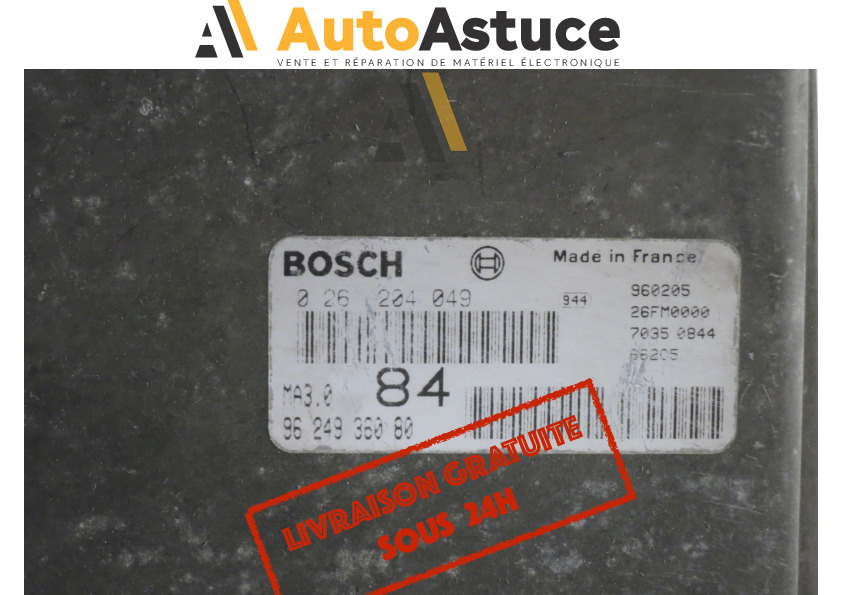 AutoAstuce
VENTE ET RÉPARATION DE MATÉRIEL ÉLECTRONIQUE
BOSCH
Made in France
0 26 204 049
944
960205
26FM0000
7035 0844
66205
MA3.0
84
96 249 360 80
LIVRAISON GRATUITE
SOUS 24H